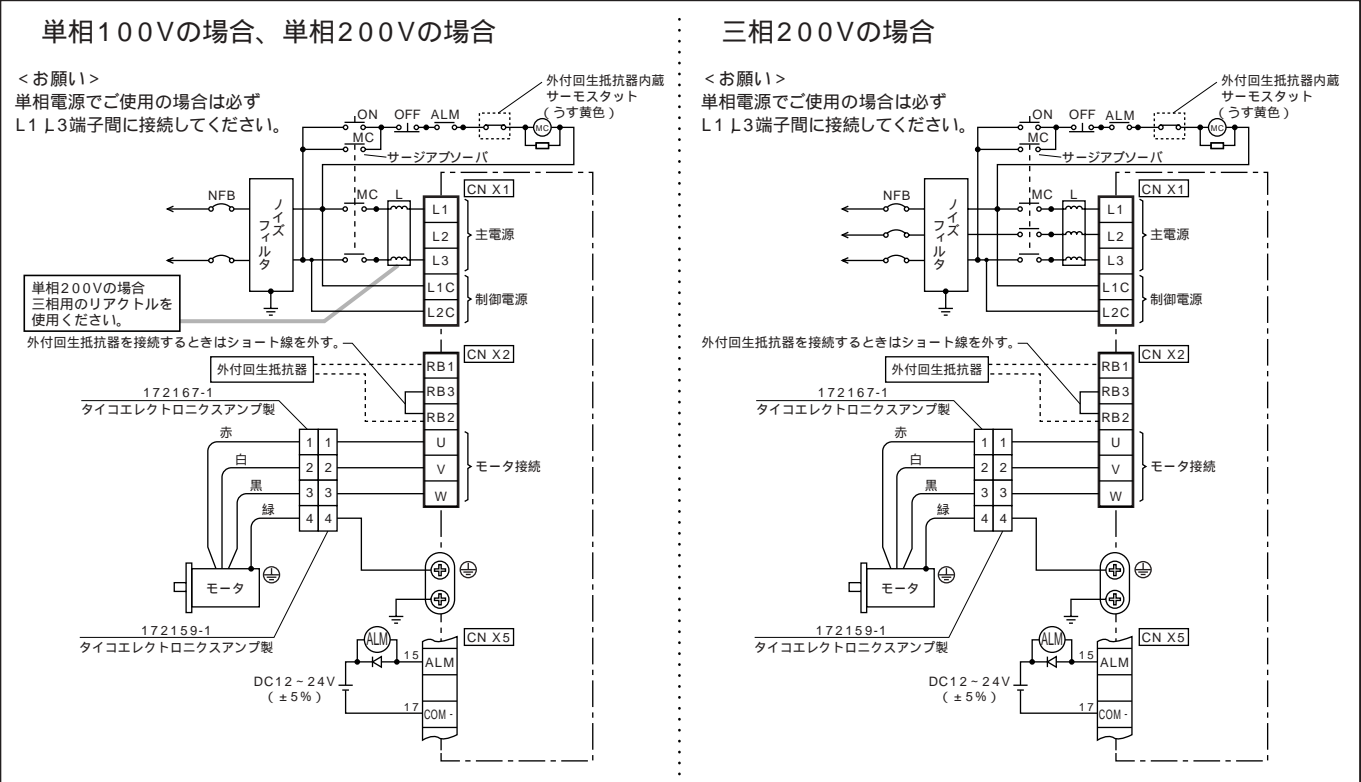 単相100Vの場合、単相200Vの場合
<お願い>
単相電源でご使用の場合は必ず
L1,L3端子間に接続してください。
外付回生抵抗器内蔵
サーモスタット
(うす黄色)
ON
OFF
ALM
MC
MC
サージアブソーバ
NFB
ノイズ
フィルタ
MC
L
CN X1
L1
L2
L3
主電源
L1C
L2C
制御電源
単相200Vの場合
三相用のリアクトルを
使用ください。
外付回生抵抗器を接続するときはショート線を外す。
外付回生抵抗器
CN X2
RB1
RB3
RB2
U
V
W
モータ接続
172167-1
タイコエレクトロニクスアンプ製
赤
白
黒
緑
1 1
2 2
3 3
4 4
モータ
172159-1
タイコエレクトロニクスアンプ製
ALM
CN X5
15
ALM
DC12~24V
(±5%)
17
COM-
三相200Vの場合
<お願い>
単相電源でご使用の場合は必ず
L1,L3端子間に接続してください。
外付回生抵抗器内蔵
サーモスタット
(うす黄色)
ON
OFF
ALM
MC
MC
サージアブソーバ
NFB
ノイズ
フィルタ
MC
L
CN X1
L1
L2
L3
主電源
L1C
L2C
制御電源
外付回生抵抗器を接続するときはショート線を外す。
外付回生抵抗器
CN X2
RB1
RB3
RB2
U
V
W
モータ接続
172167-1
タイコエレクトロニクスアンプ製
赤
白
黒
緑
1 1
2 2
3 3
4 4
モータ
172159-1
タイコエレクトロニクスアンプ製
ALM
CN X5
15
ALM
DC12~24V
(±5%)
17
COM-